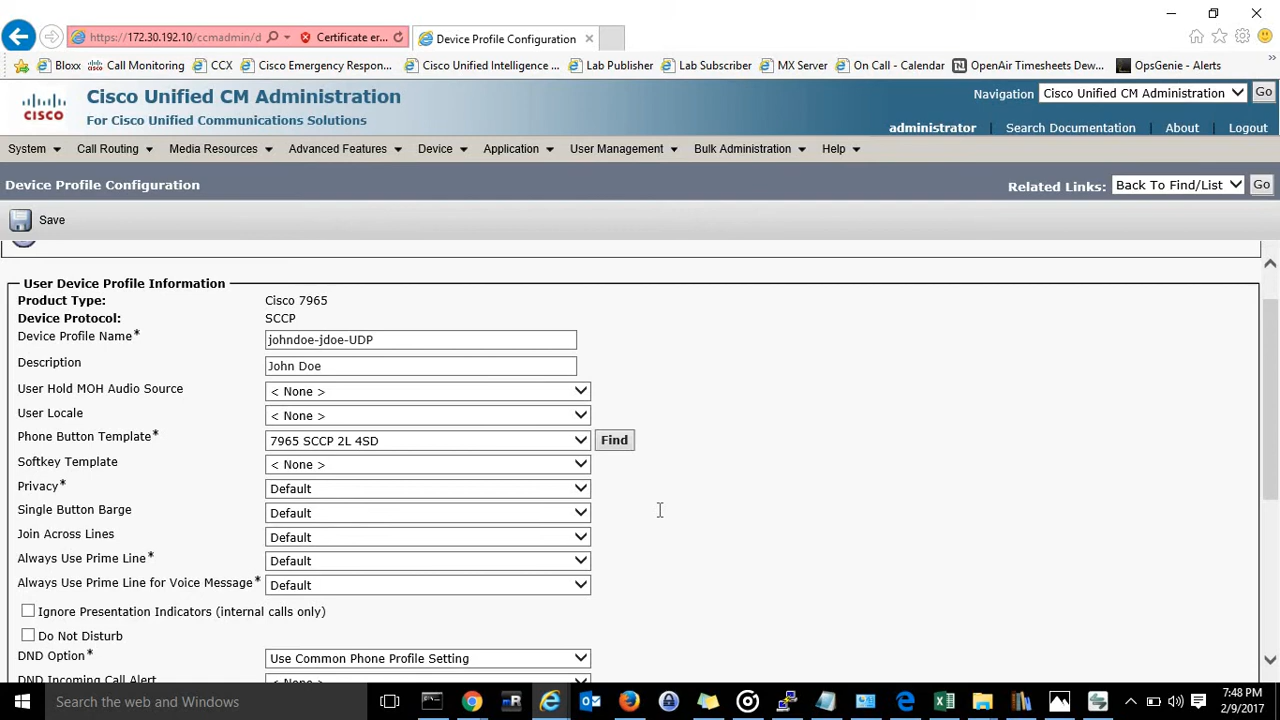 https://172.30.192.10/ccmadmin/d
Certificate er...
Device Profile Configuration
Bloxx
Call Monitoring
CCX
Cisco Emergency Respon...
Cisco Unified Intelligence ...
Lab Publisher
Lab Subscriber
MX Server
On Call - Calendar
OpenAir Timesheets Dew...
OpsGenie - Alerts
CISCO
Cisco Unified CM Administration
For Cisco Unified Communications Solutions
Navigation Cisco Unified CM Administration Go
administrator | Search Documentation | About | Logout
System Call Routing Media Resources Advanced Features Device Application User Management Bulk Administration Help
Device Profile Configuration
Related Links: Back To Find/List Go
Save
User Device Profile Information
Product Type: Cisco 7965
Device Protocol: SCCP
Device Profile Name* johndoe-jdoe-UDP
Description John Doe
User Hold MOH Audio Source < None >
User Locale < None >
Phone Button Template* 7965 SCCP 2L 4SD Find
Softkey Template < None >
Privacy* Default
Single Button Barge Default
Join Across Lines Default
Always Use Prime Line* Default
Always Use Prime Line for Voice Message* Default
Ignore Presentation Indicators (internal calls only)
Do Not Disturb
DND Option* Use Common Phone Profile Setting
DND Incoming Call Alert < None >
Search the web and Windows
7:48 PM
2/9/2017